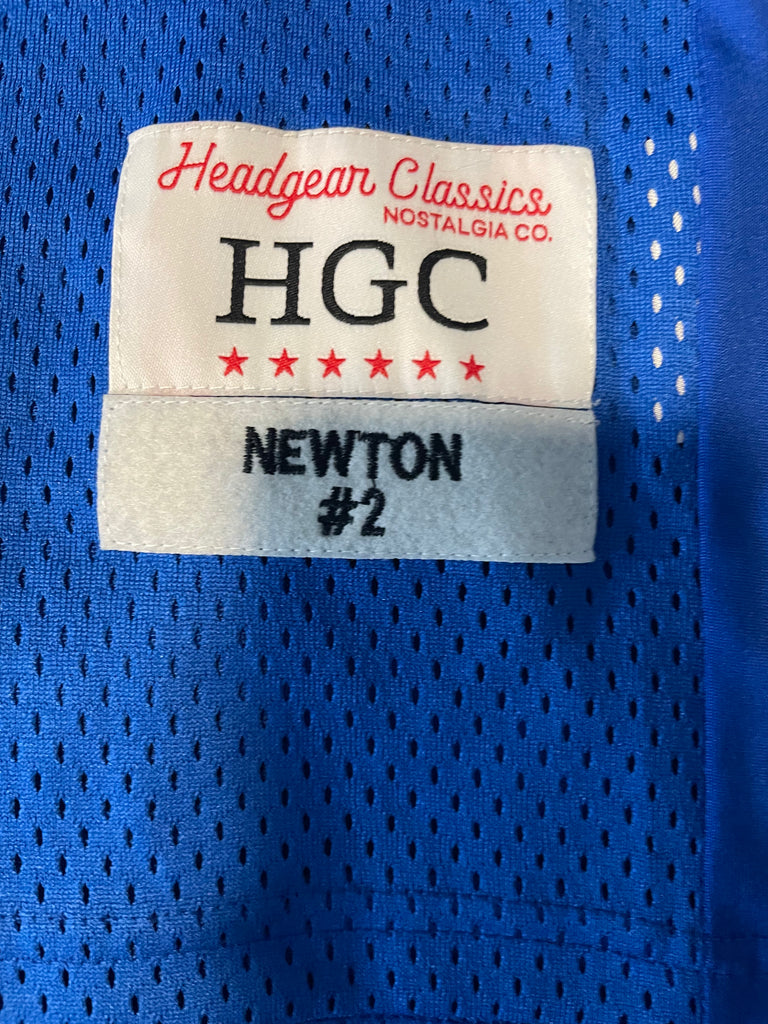 Headgear Classics
NOSTALGIA CO.
HGC
NEWTON
#2